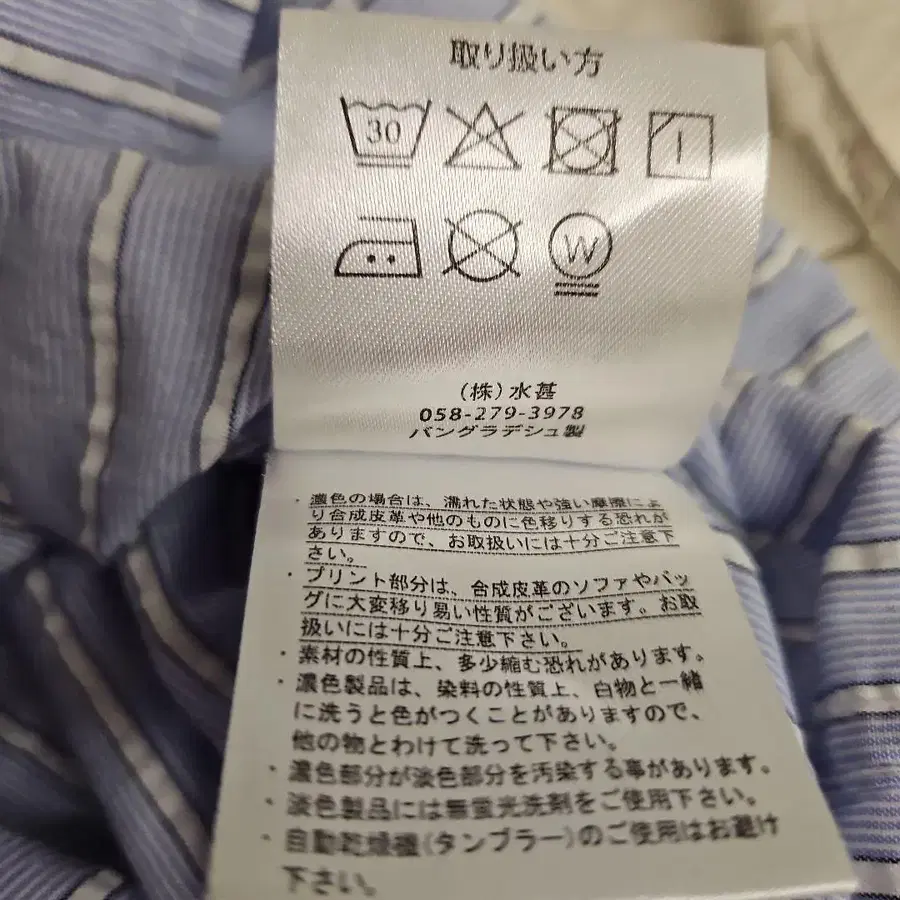 取り扱い方
30
W
(株)水甚
058-279-3978
バングラデシュ製
・濃色の場合は、濡れた状態や強い摩擦によ
り合成皮革や他のものに色移りする恐れが
ありますので、お取扱いには十分ご注意下
さい。
・プリント部分は、合成皮革のソファやバッ
グに大変移り易い性質がございます。お取
扱いには十分ご注意下さい。
・素材の性質上、多少縮む恐れがあります。
・濃色製品は、染料の性質上、白物と一緒
に洗うと色がつくことがありますので、
他の物とわけて洗って下さい。
・濃色部分が淡色部分を汚染する事があります。
・淡色製品には無蛍光洗剤をご使用下さい。
・自動乾燥機(タンブラー)のご使用はお避け
下さい。